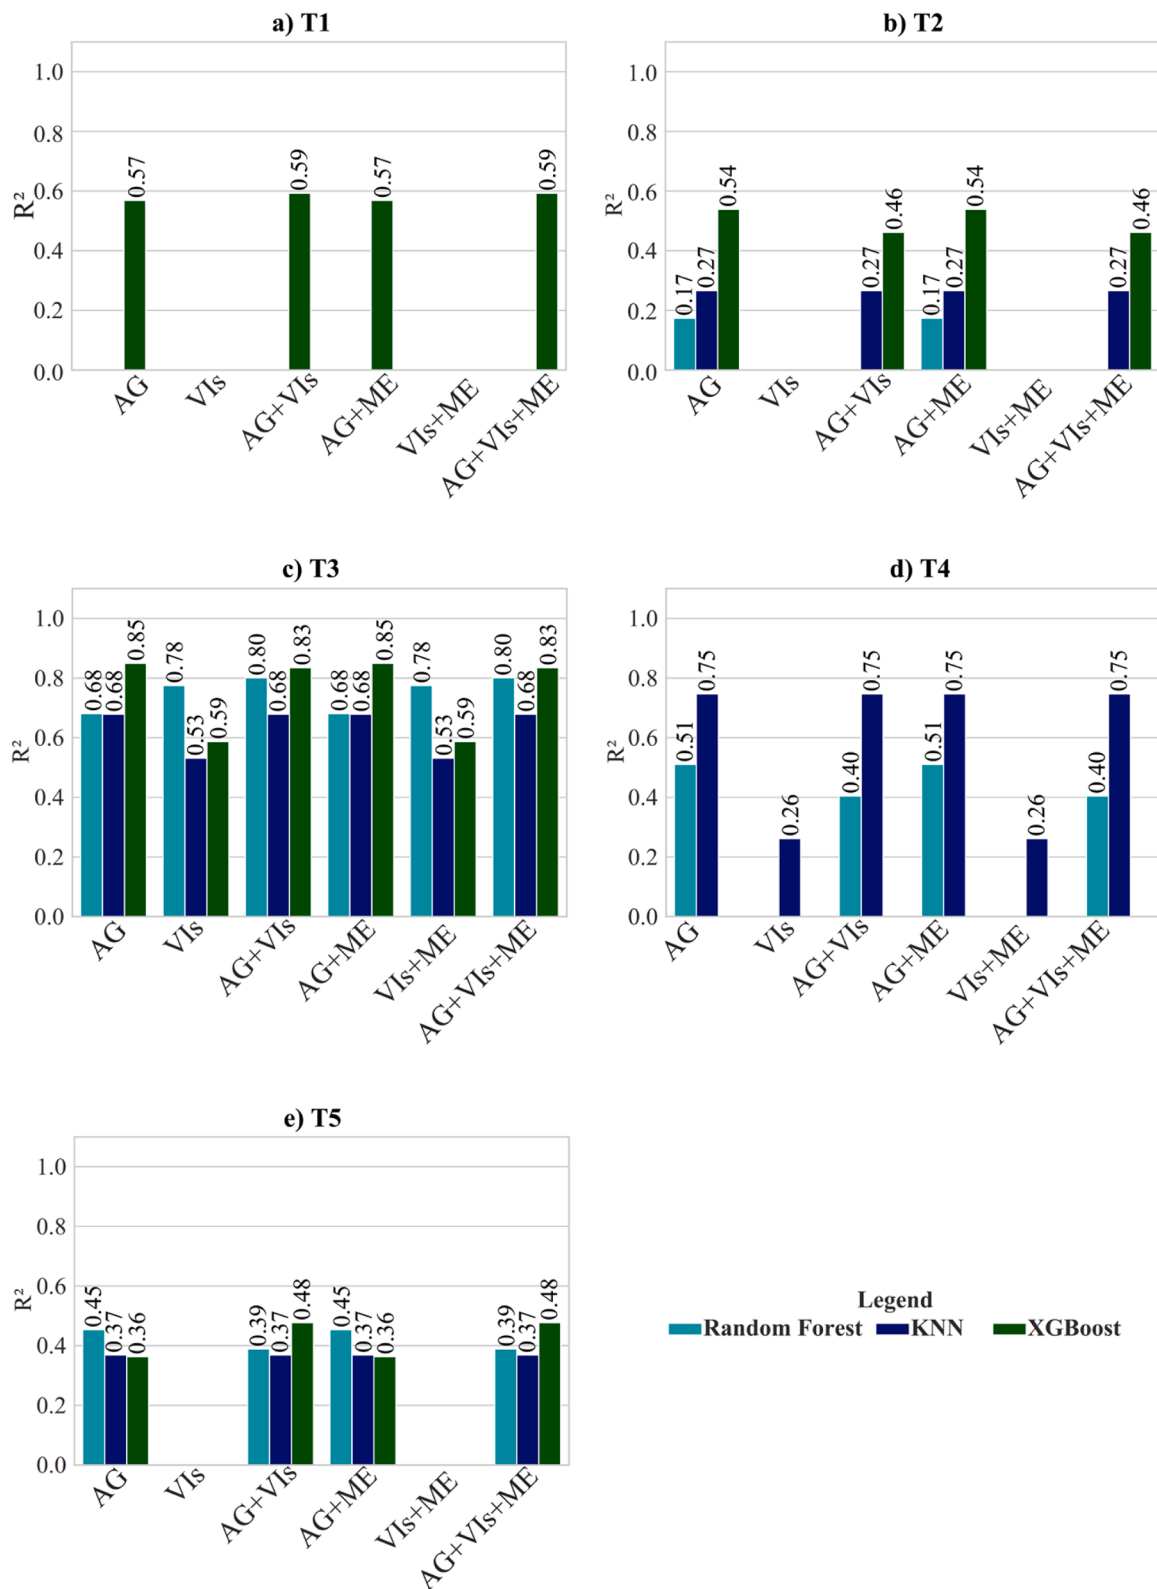 a) T1
R²
1.0
0.8
0.6
0.4
0.2
0.0
0.57
0.59
0.57
0.59
AG
VIs
AG+VIs
AG+ME
VIs+ME
AG+VIs+ME
b) T2
R²
1.0
0.8
0.6
0.4
0.2
0.0
0.17
0.27
0.54
0.27
0.46
0.17
0.27
0.54
0.27
0.46
AG
VIs
AG+VIs
AG+ME
VIs+ME
AG+VIs+ME
c) T3
R²
1.0
0.8
0.6
0.4
0.2
0.0
0.68
0.68
0.85
0.78
0.53
0.59
0.80
0.68
0.83
0.68
0.68
0.85
0.78
0.53
0.59
0.80
0.68
0.83
AG
VIs
AG+VIs
AG+ME
VIs+ME
AG+VIs+ME
d) T4
R²
1.0
0.8
0.6
0.4
0.2
0.0
0.51
0.75
0.26
0.40
0.75
0.51
0.75
0.26
0.40
0.75
AG
VIs
AG+VIs
AG+ME
VIs+ME
AG+VIs+ME
e) T5
R²
1.0
0.8
0.6
0.4
0.2
0.0
0.45
0.37
0.36
0.39
0.37
0.48
0.45
0.37
0.36
0.39
0.37
0.48
AG
VIs
AG+VIs
AG+ME
VIs+ME
AG+VIs+ME
Legend
Random Forest KNN XGBoost